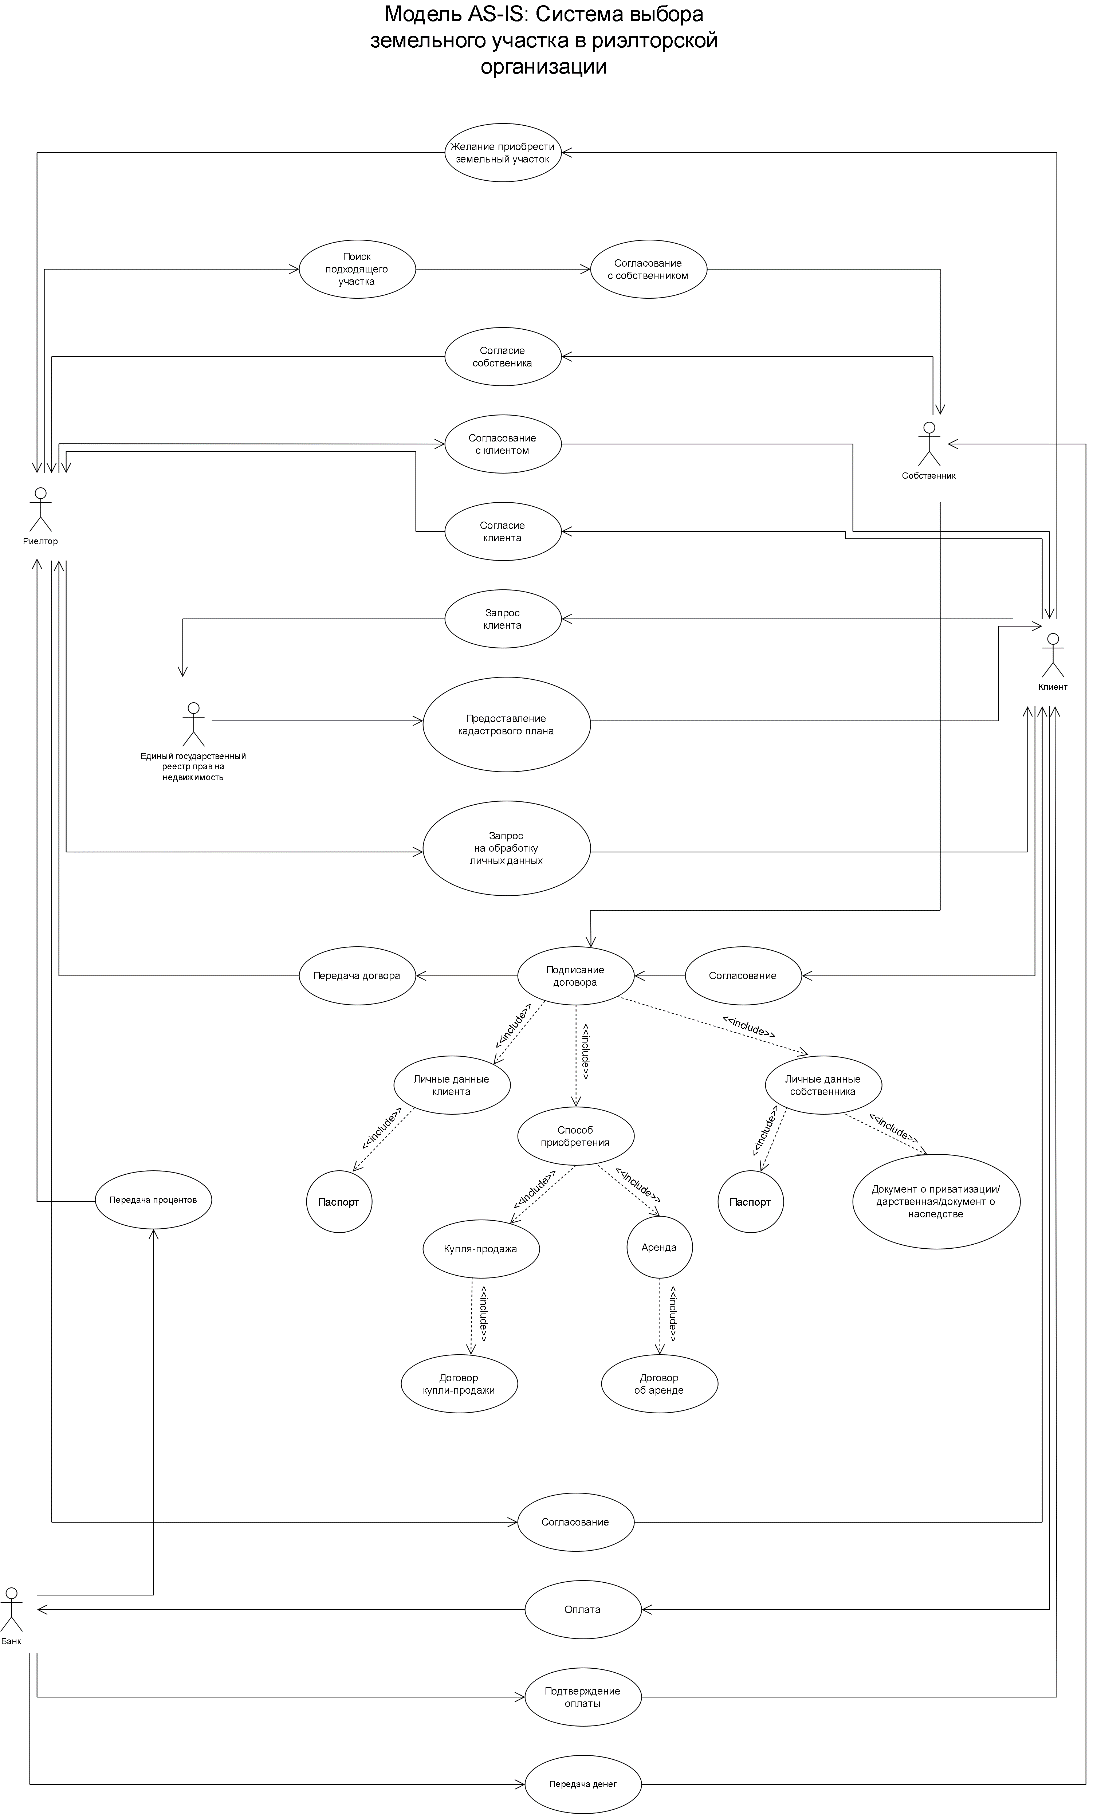 Модель AS-IS: Система выбора
земельного участка в риэлторской
организации
Желание приобрести
земельный участок
Поиск
подходящего
участка
Согласование
с собственником
Согласие
собственика
Согласование
с клиентом
Собственник
Риелтор
Согласие
клиента
Запрос
клиента
Клиент
Предоставление
кадастрового плана
Единый государственный
реестр прав на
недвижимость
Запрос
на обработку
личных данных
Передача догвора
Подписание
договора
Согласование
<<include>>
<<include>>
<<include>>
Личные данные
клиента
Личные данные
собственника
<<include>>
Способ
приобретения
<<include>>
<<include>>
Передача процентов
Паспорт
<<include>>
<<include>>
Паспорт
Документ о приватизации/
дарственная/документ о
наследстве
Купля-продажа
Аренда
<<include>>
<<include>>
Договор
купли-продажи
Договор
об аренде
Согласование
Банк
Оплата
Подтверждение
оплаты
Передача денег